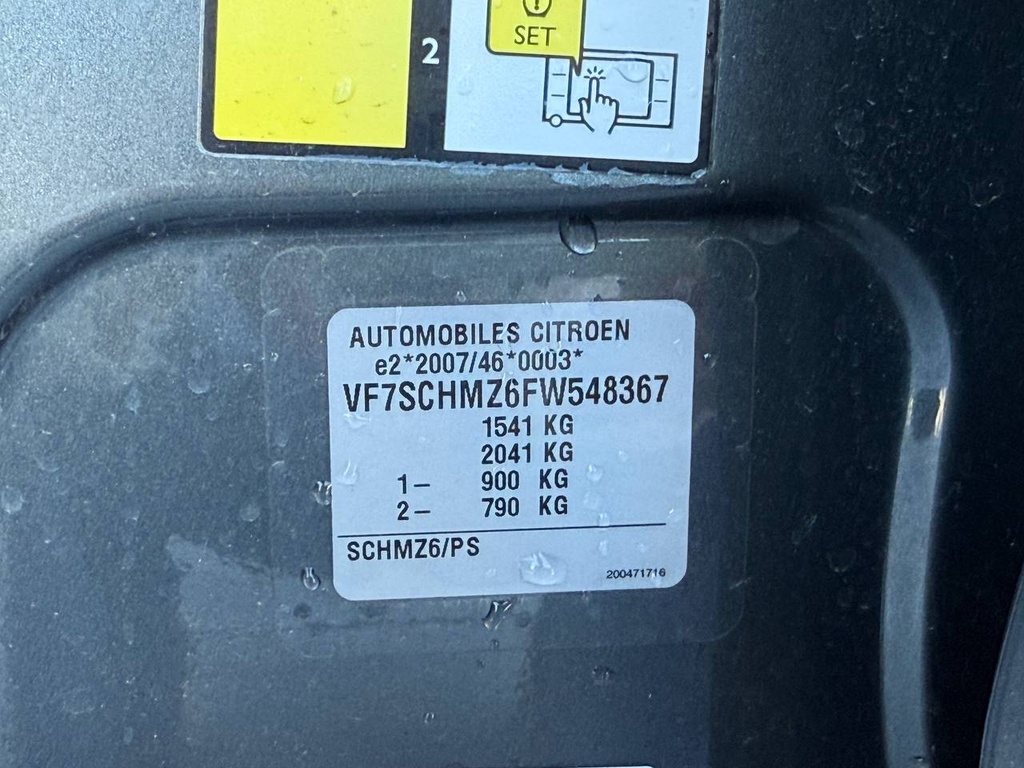 2
SET
AUTOMOBILES CITROEN
e2*2007/46*0003*
VF7SCHMZ6FW548367
1541 KG
2041 KG
1– 900 KG
2– 790 KG
SCHMZ6/PS
200471716